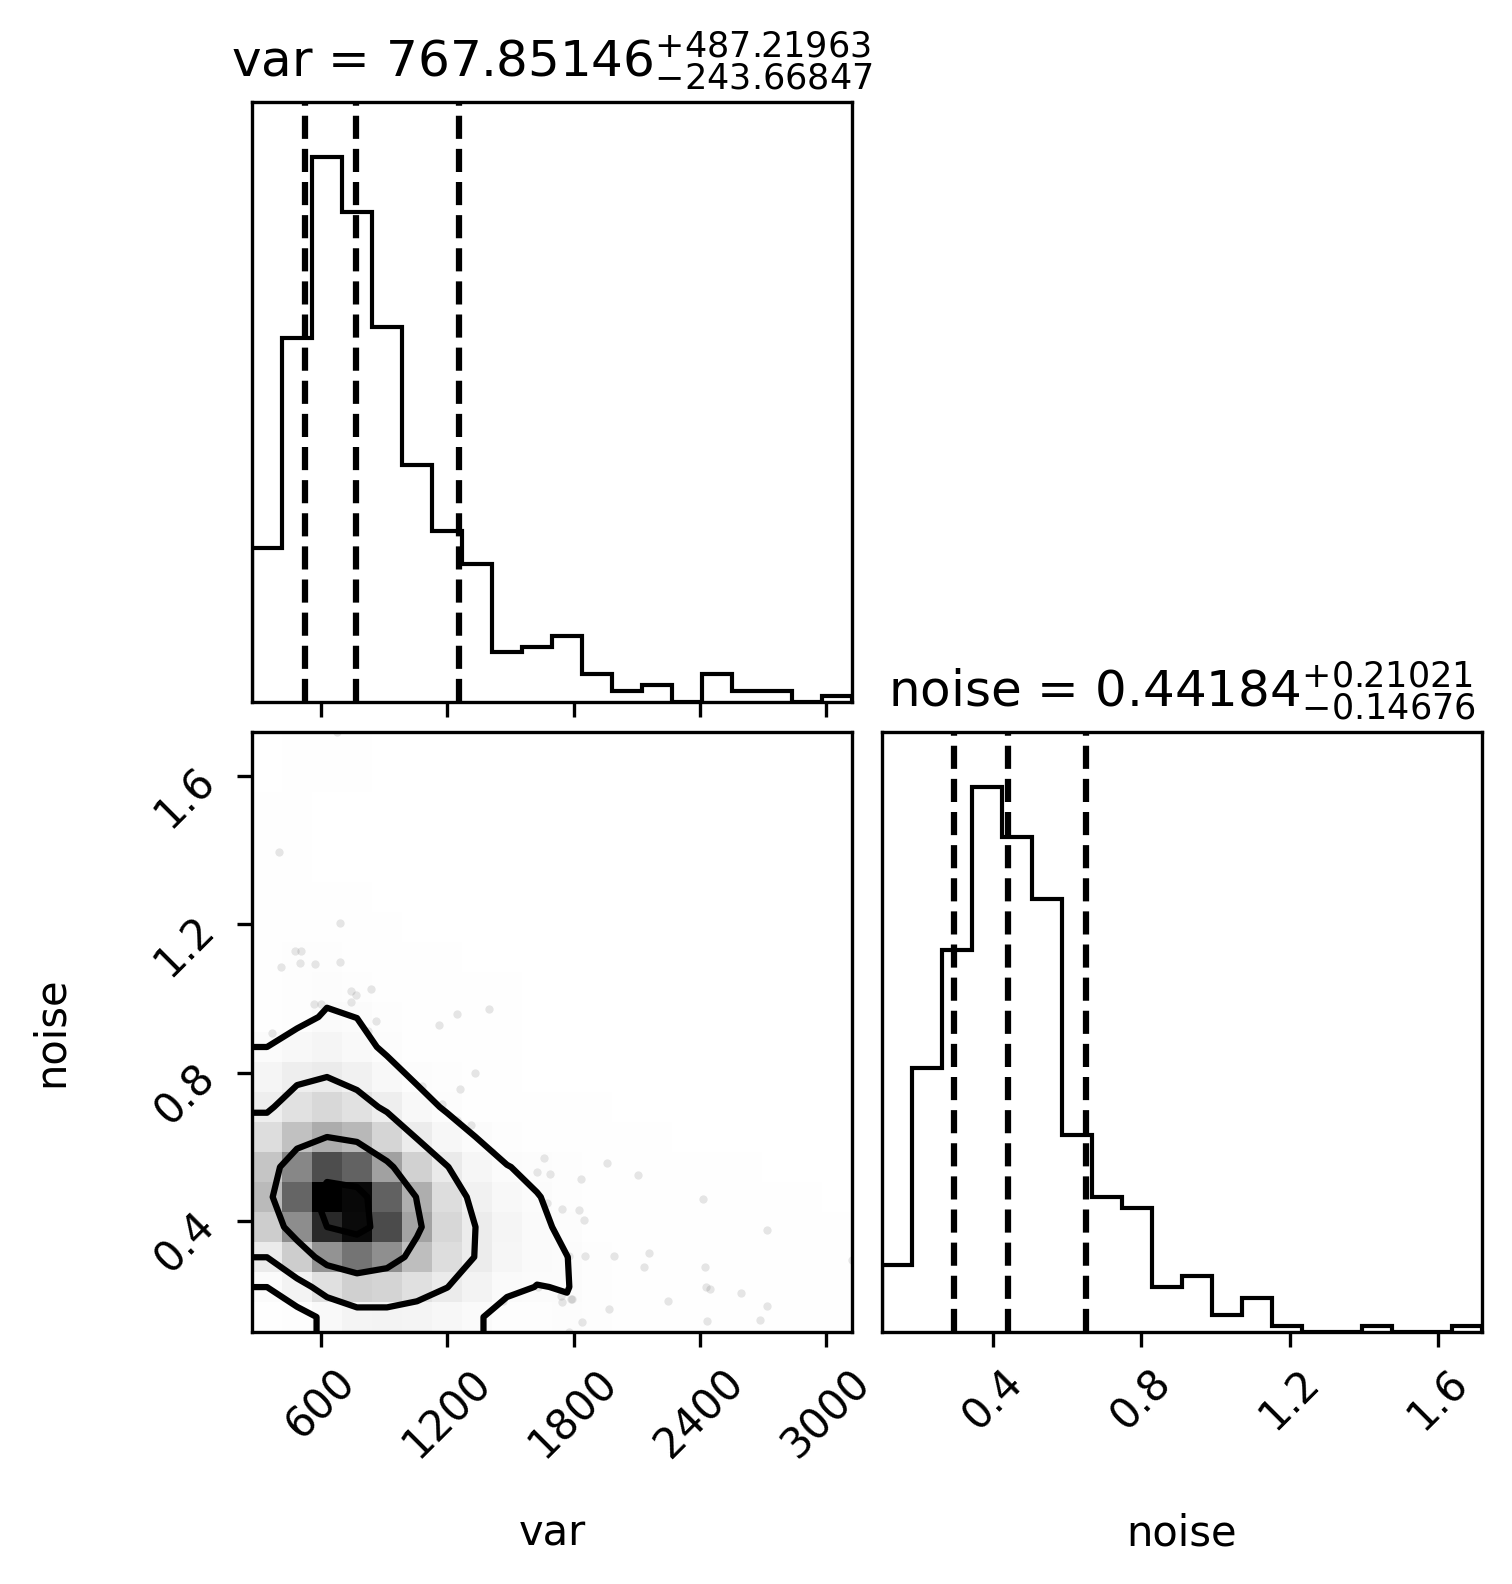 var = 767.85146+487.21963−243.66847
noise = 0.44184+0.21021−0.14676
1.6
1.2
0.8
0.4
noise
600 1200 1800 2400 3000
0.4 0.8 1.2 1.6
var
noise